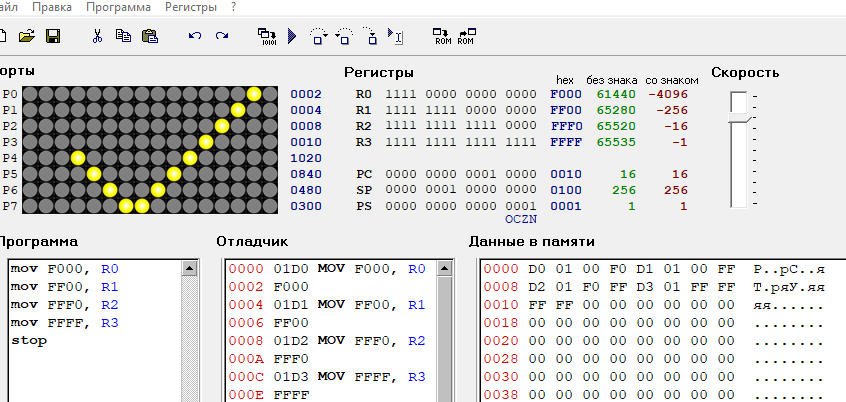 айл Правка Программа Регистры ?
10101 ROM ROM
орты
P0 0002
P1 0004
P2 0008
P3 0010
P4 1020
P5 0840
P6 0480
P7 0300
Регистры hex без знака со знаком
R0 1111 0000 0000 0000 F000 61440 -4096
R1 1111 1111 0000 0000 FF00 65280 -256
R2 1111 1111 1111 0000 FFF0 65520 -16
R3 1111 1111 1111 1111 FFFF 65535 -1
PC 0000 0000 0001 0000 0010 16 16
SP 0000 0001 0000 0000 0100 256 256
PS 0000 0000 0000 0001 0001 1 1
OCZN
Скорость
Программа
mov F000, R0
mov FF00, R1
mov FFF0, R2
mov FFFF, R3
stop
Отладчик
0000 01D0 MOV F000, R0
0002 F000
0004 01D1 MOV FF00, R1
0006 FF00
0008 01D2 MOV FFF0, R2
000A FFF0
000C 01D3 MOV FFFF, R3
000E FFFF
Данные в памяти
0000 D0 01 00 F0 D1 01 00 FF Р..рС..я
0008 D2 01 F0 FF D3 01 FF FF Т.ряУ.яя
0010 FF FF 00 00 00 00 00 00 яя......
0018 00 00 00 00 00 00 00 00 ........
0020 00 00 00 00 00 00 00 00 ........
0028 00 00 00 00 00 00 00 00 ........
0030 00 00 00 00 00 00 00 00 ........
0038 00 00 00 00 00 00 00 00 ........